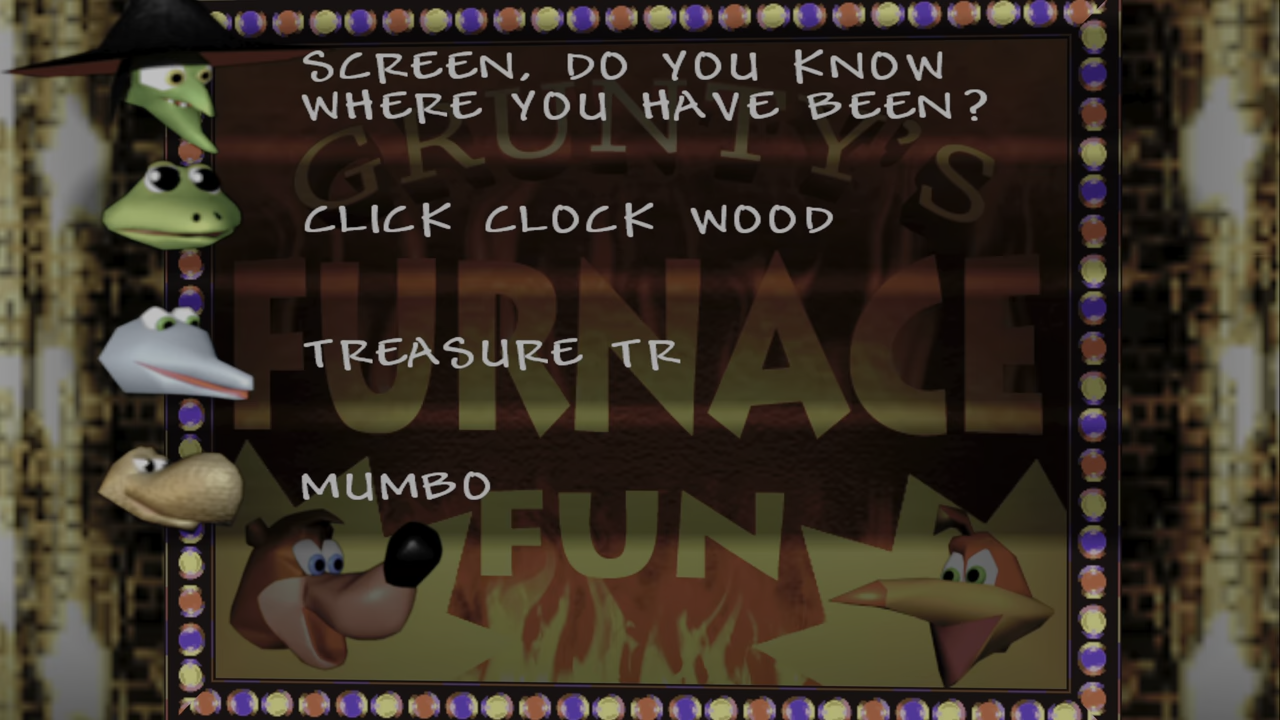 SCREEN, DO YOU KNOW
WHERE YOU HAVE BEEN?
GRUNTY'S
CLICK CLOCK WOOD
FURNACE
TREASURE TR
MUMBO
FUN